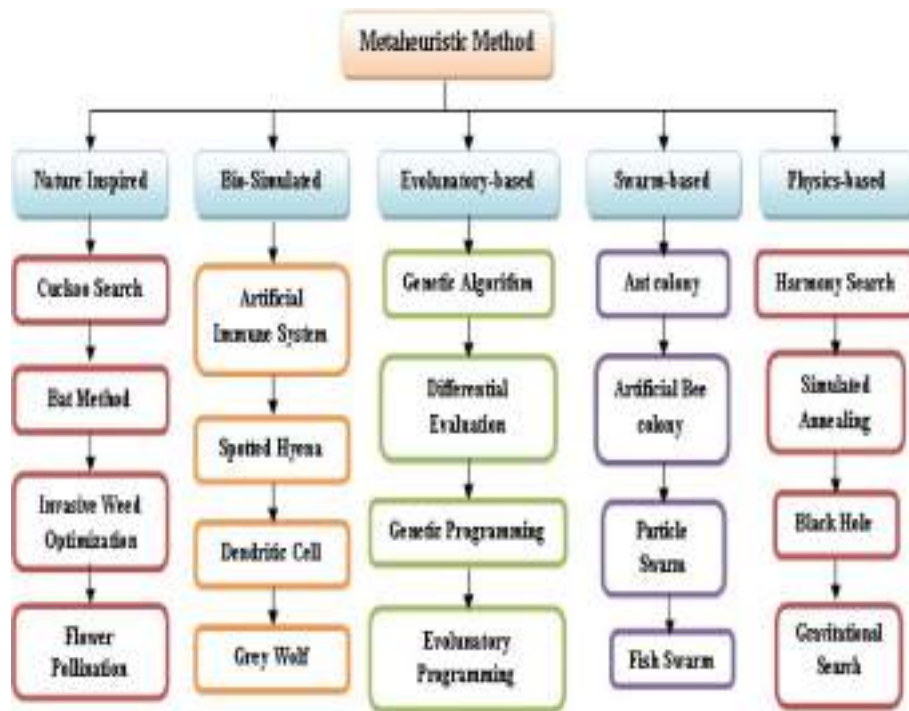 Metaheuristic Method
Nature Inspired
Bio-Simulated
Evolunatory-based
Swarm-based
Physics-based
Cuckoo Search
Bat Method
Invasive Weed
Optimization
Flower
Pollination
Artificial
Immune System
Spotted Hyena
Dendritic Cell
Grey Wolf
Genetic Algorithm
Differential
Evaluation
Genetic Programming
Evolunatory
Programming
Ant colony
Artificial Bee
colony
Particle
Swarm
Fish Swarm
Harmony Search
Simulated
Annealing
Black Hole
Gravitational
Search